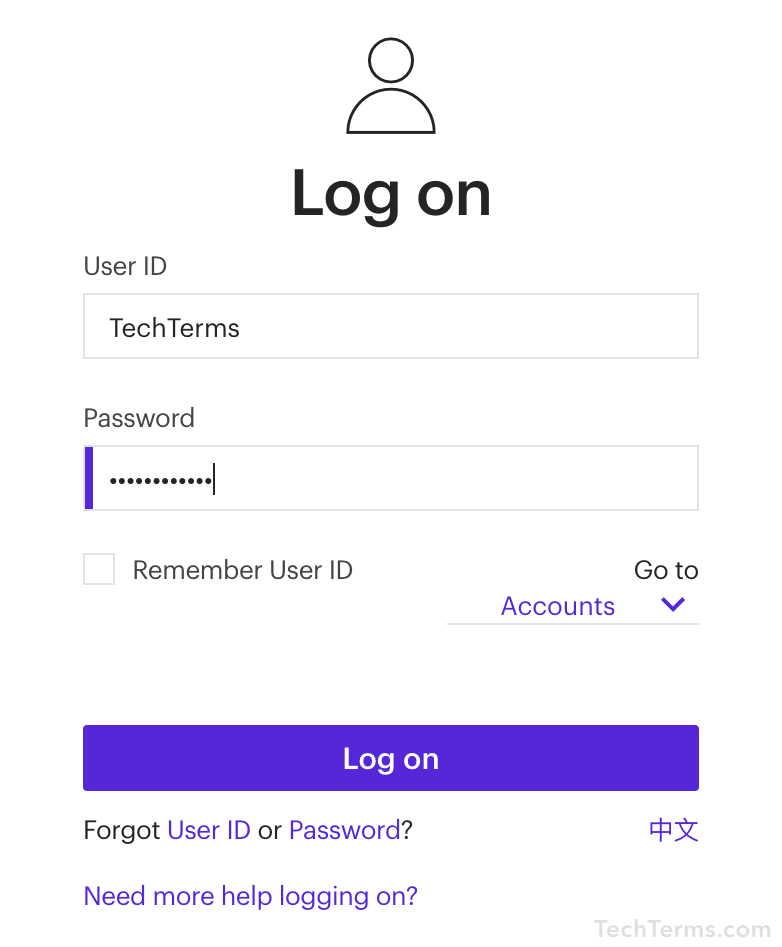 Log on
User ID
TechTerms
Password
••••••••••••
Remember User ID
Go to
Accounts
Log on
Forgot User ID or Password?
中文
Need more help logging on?
TechTerms.com